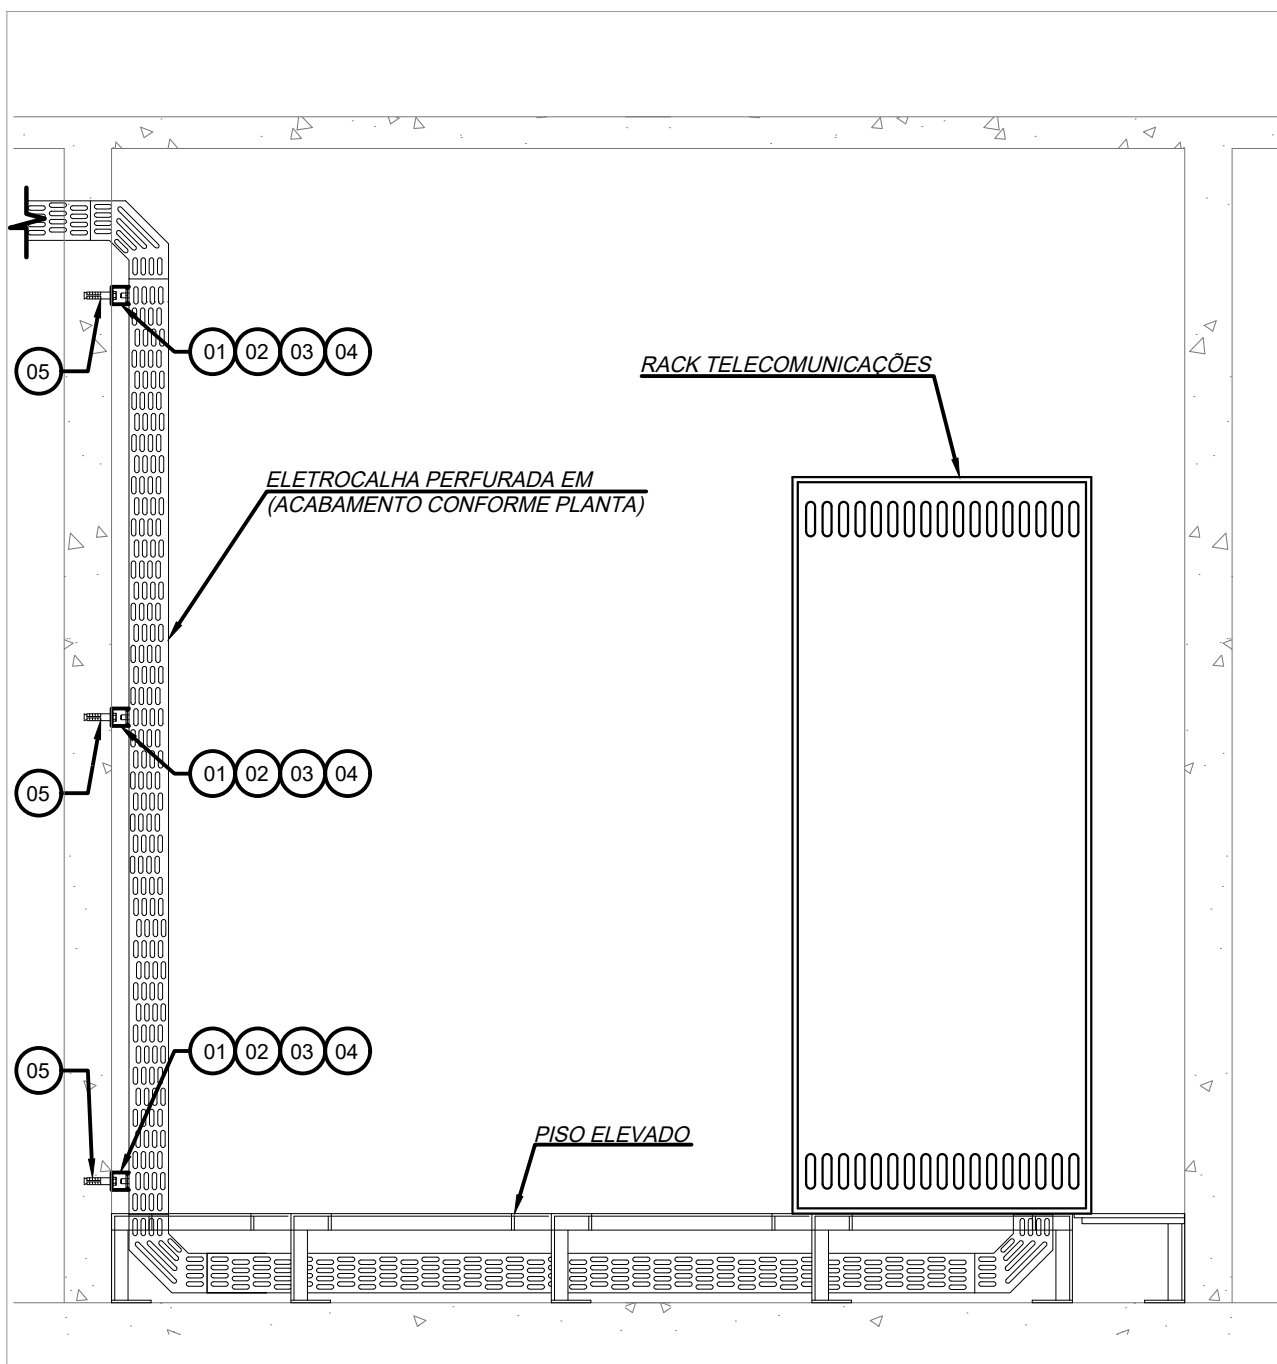 01 02 03 04
05
RACK TELECOMUNICAÇÕES
ELETROCALHA PERFURADA EM
(ACABAMENTO CONFORME PLANTA)
01 02 03 04
05
01 02 03 04
05
PISO ELEVADO